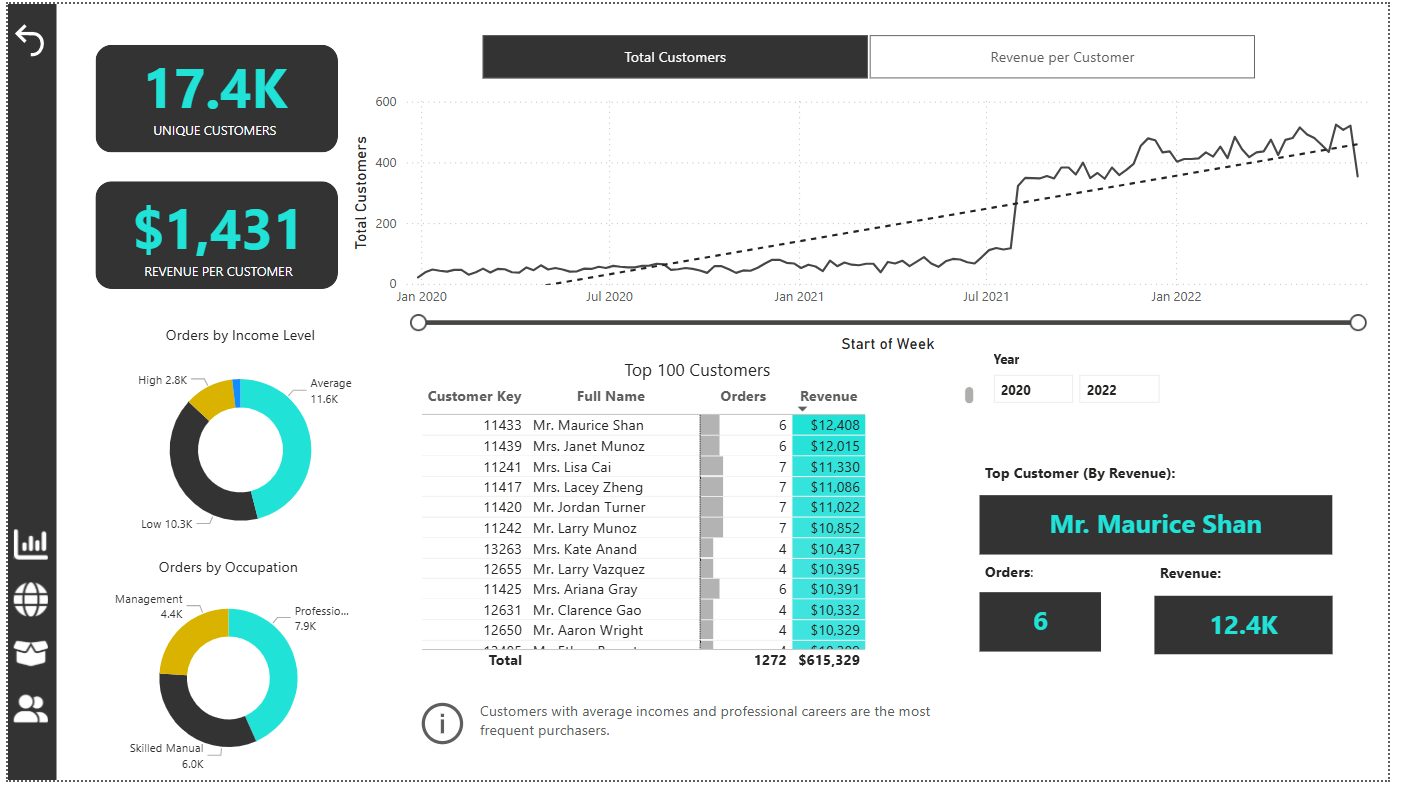 17.4K
UNIQUE CUSTOMERS
$1,431
REVENUE PER CUSTOMER
Total Customers
Revenue per Customer
Total Customers
600
400
200
0
Jan 2020
Jul 2020
Jan 2021
Jul 2021
Jan 2022
Start of Week
Orders by Income Level
High 2.8K
Average
11.6K
Low 10.3K
Orders by Occupation
Management
4.4K
Professio...
7.9K
Skilled Manual
6.0K
Top 100 Customers
Customer Key Full Name Orders Revenue
11433 Mr. Maurice Shan 6 $12,408
11439 Mrs. Janet Munoz 6 $12,015
11241 Mrs. Lisa Cai 7 $11,330
11417 Mrs. Lacey Zheng 7 $11,086
11420 Mr. Jordan Turner 7 $11,022
11242 Mr. Larry Munoz 7 $10,852
13263 Mrs. Kate Anand 4 $10,437
12655 Mr. Larry Vazquez 4 $10,395
11425 Mrs. Ariana Gray 6 $10,391
12631 Mr. Clarence Gao 4 $10,332
12650 Mr. Aaron Wright 4 $10,329
Total 1272 $615,329
Customers with average incomes and professional careers are the most
frequent purchasers.
Year
2020 2022
Top Customer (By Revenue):
Mr. Maurice Shan
Orders:
6
Revenue:
12.4K